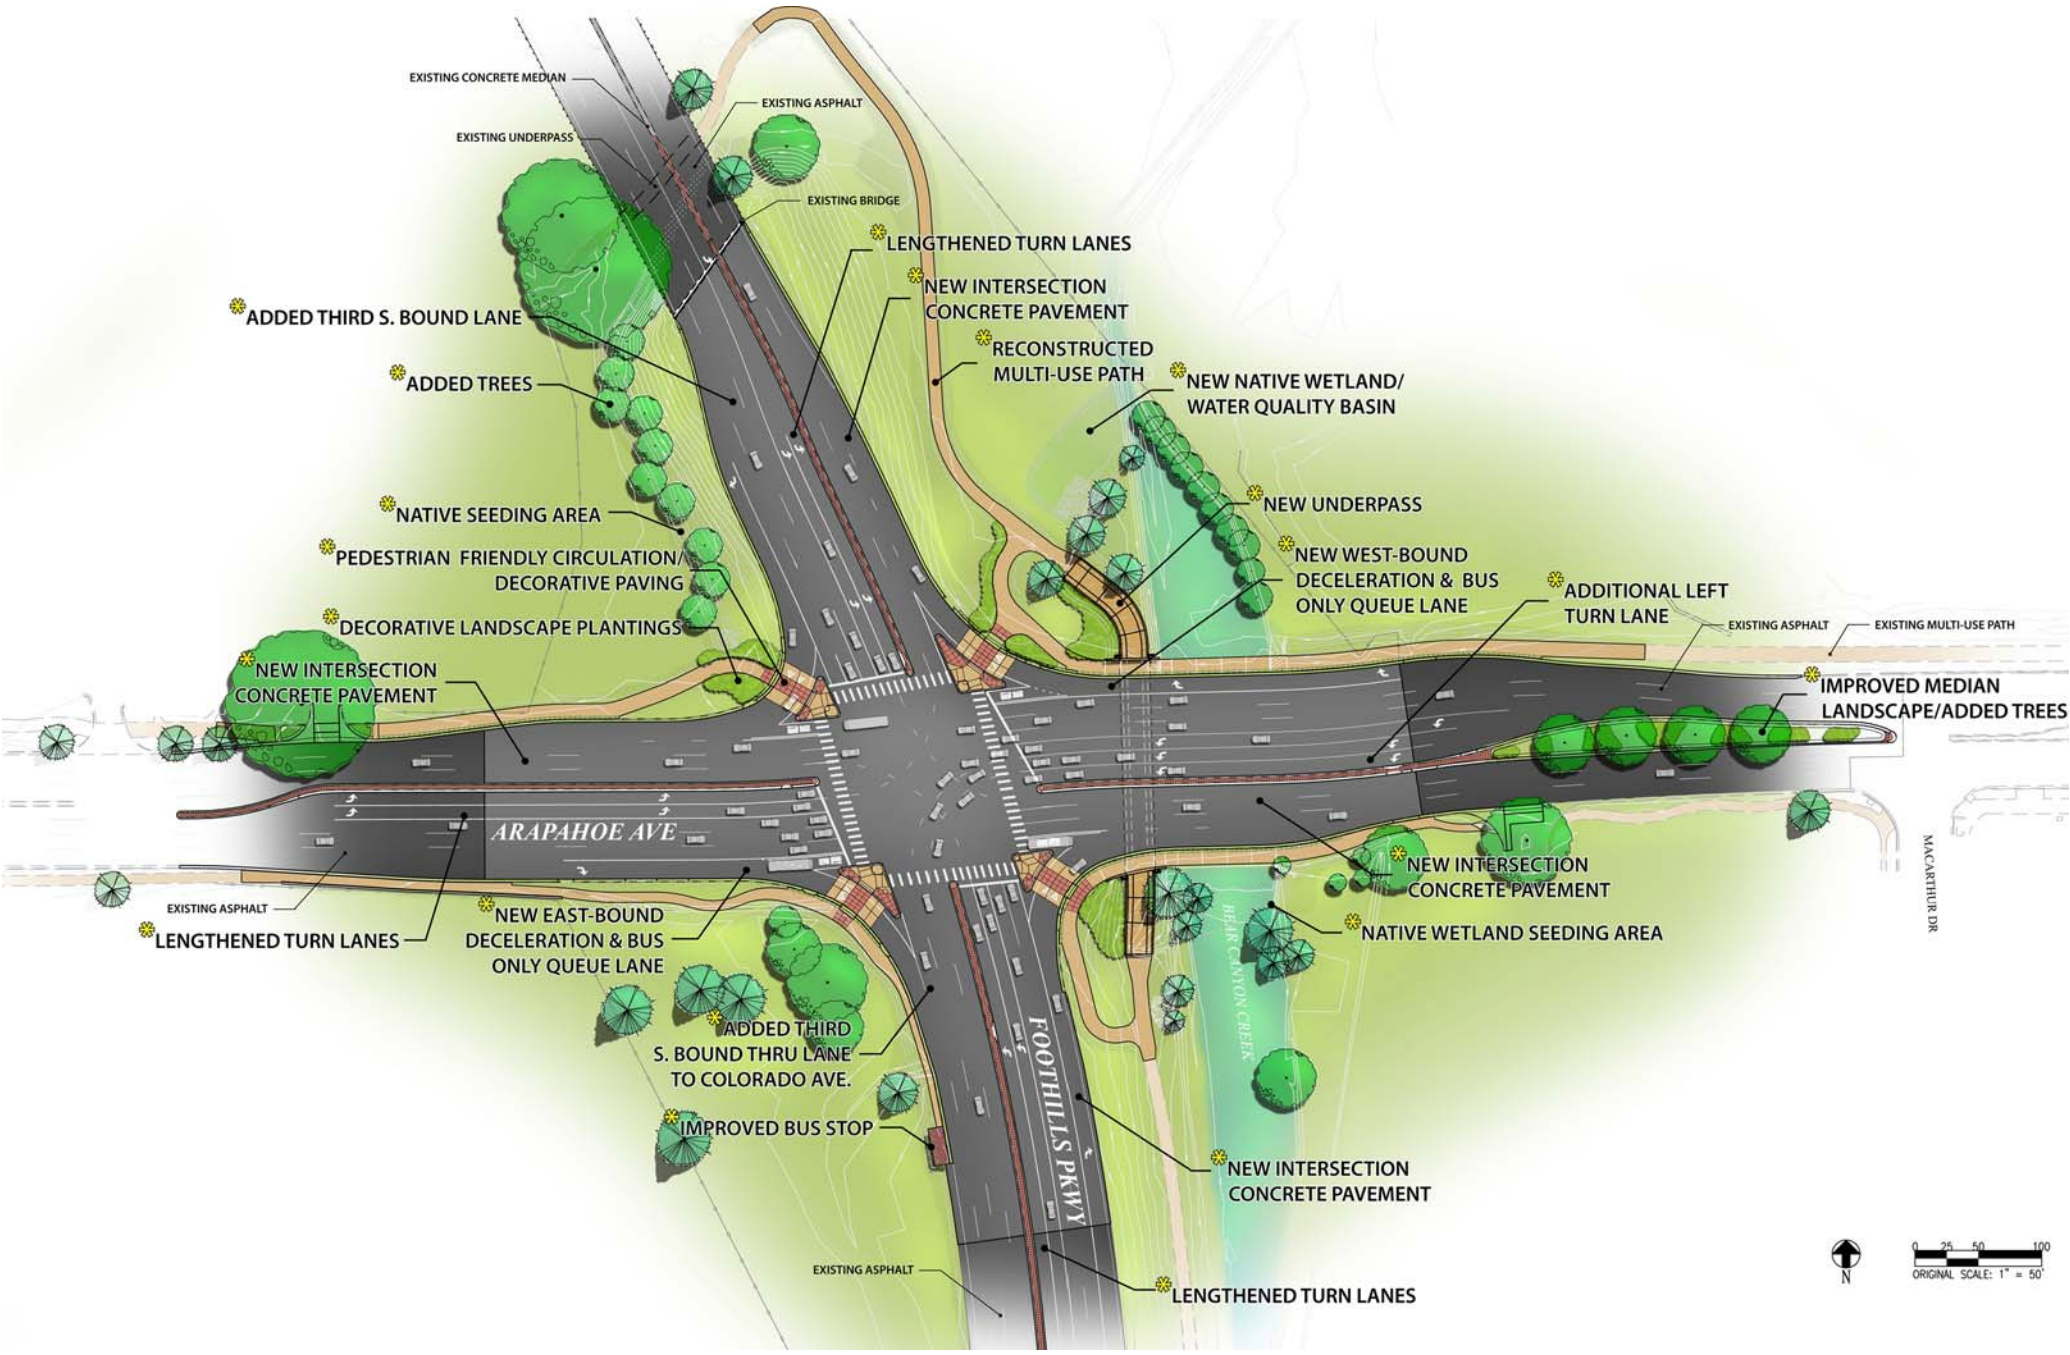 EXISTING CONCRETE MEDIAN
EXISTING ASPHALT
EXISTING UNDERPASS
EXISTING BRIDGE
LENGTHENED TURN LANES
NEW INTERSECTION
CONCRETE PAVEMENT
ADDED THIRD S. BOUND LANE
RECONSTRUCTED
MULTI-USE PATH
ADDED TREES
NEW NATIVE WETLAND/
WATER QUALITY BASIN
NATIVE SEEDING AREA
NEW UNDERPASS
PEDESTRIAN FRIENDLY CIRCULATION/
DECORATIVE PAVING
NEW WEST-BOUND
DECELERATION & BUS
ONLY QUEUE LANE
ADDITIONAL LEFT
TURN LANE
DECORATIVE LANDSCAPE PLANTINGS
EXISTING ASPHALT
EXISTING MULTI-USE PATH
NEW INTERSECTION
CONCRETE PAVEMENT
IMPROVED MEDIAN
LANDSCAPE/ADDED TREES
ARAPAHOE AVE
NEW INTERSECTION
CONCRETE PAVEMENT
MACARTHUR DR
EXISTING ASPHALT
LENGTHENED TURN LANES
NEW EAST-BOUND
DECELERATION & BUS
ONLY QUEUE LANE
NATIVE WETLAND SEEDING AREA
BEAR CANYON CREEK
ADDED THIRD
S. BOUND THRU LANE
TO COLORADO AVE.
FOOTHILLS PKWY
IMPROVED BUS STOP
NEW INTERSECTION
CONCRETE PAVEMENT
EXISTING ASPHALT
LENGTHENED TURN LANES
N
0 25 50 100
ORIGINAL SCALE: 1" = 50'